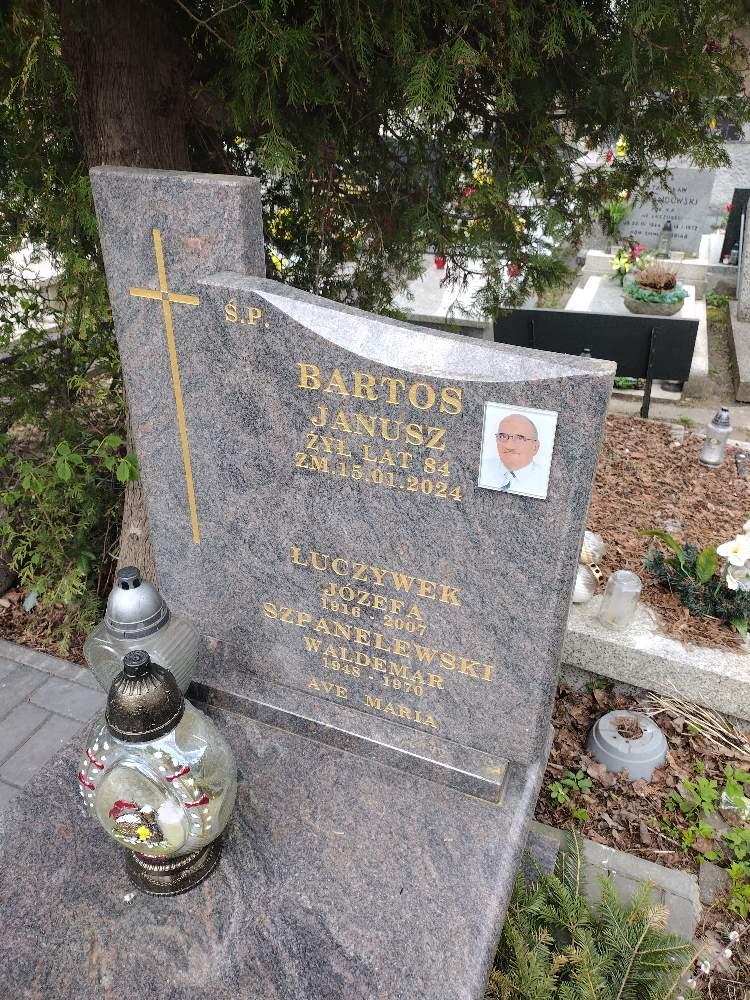 Ś.P.
BARTOS
JANUSZ
ŻYŁ LAT 84
ZM.15.01.2024
ŁUCZYWEK
JÓZEFA
1916 - 2007
SZPANELEWSKI
WALDEMAR
1948 - 1970
AVE MARIA